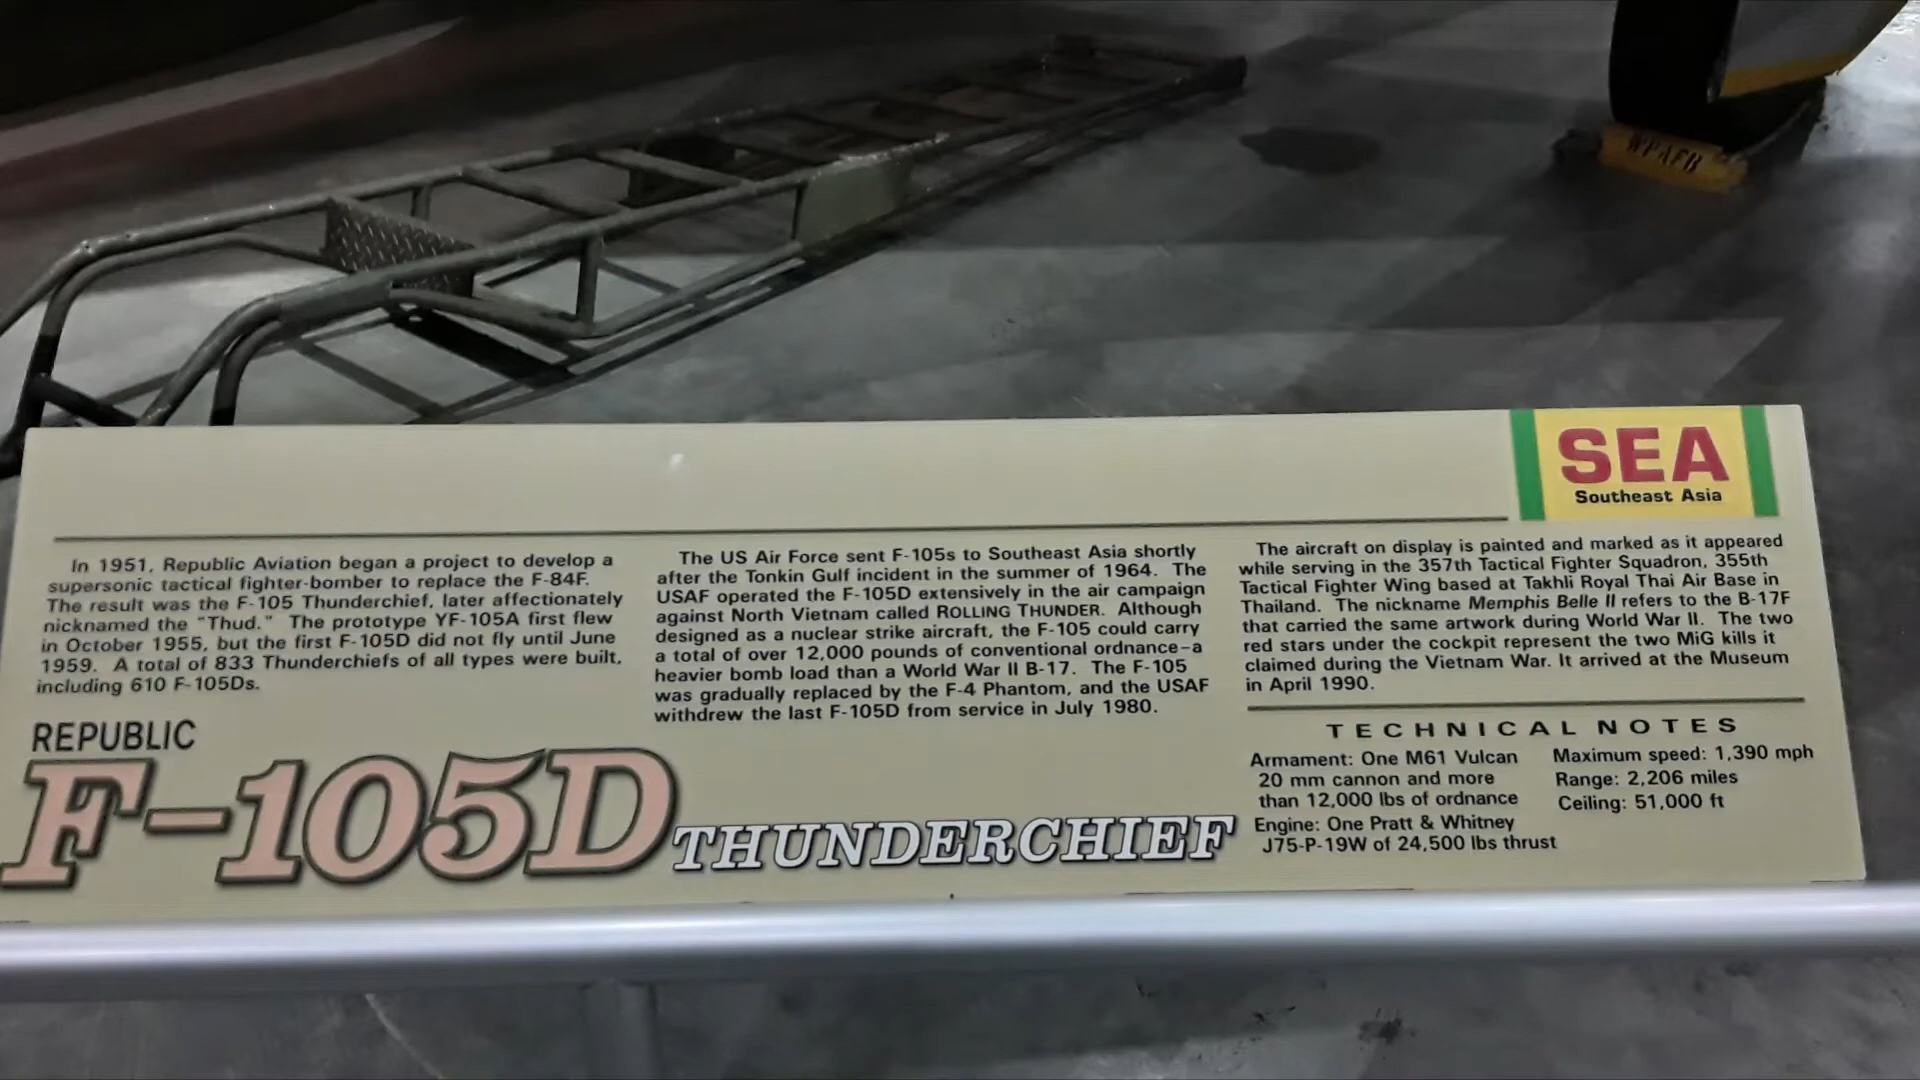 WPAFB
SEA
Southeast Asia
In 1951, Republic Aviation began a project to develop a
supersonic tactical fighter-bomber to replace the F-84F.
The result was the F-105 Thunderchief, later affectionately
nicknamed the "Thud." The prototype YF-105A first flew
in October 1955, but the first F-105D did not fly until June
1959. A total of 833 Thunderchiefs of all types were built,
including 610 F-105Ds.
The US Air Force sent F-105s to Southeast Asia shortly
after the Tonkin Gulf incident in the summer of 1964. The
USAF operated the F-105D extensively in the air campaign
against North Vietnam called ROLLING THUNDER. Although
designed as a nuclear strike aircraft, the F-105 could carry
a total of over 12,000 pounds of conventional ordnance–a
heavier bomb load than a World War II B-17. The F-105
was gradually replaced by the F-4 Phantom, and the USAF
withdrew the last F-105D from service in July 1980.
The aircraft on display is painted and marked as it appeared
while serving in the 357th Tactical Fighter Squadron, 355th
Tactical Fighter Wing based at Takhli Royal Thai Air Base in
Thailand. The nickname Memphis Belle II refers to the B-17F
that carried the same artwork during World War II. The two
red stars under the cockpit represent the two MiG kills it
claimed during the Vietnam War. It arrived at the Museum
in April 1990.
REPUBLIC
F-105D THUNDERCHIEF
TECHNICAL NOTES
Armament: One M61 Vulcan
20 mm cannon and more
than 12,000 lbs of ordnance
Engine: One Pratt & Whitney
J75-P-19W of 24,500 lbs thrust
Maximum speed: 1,390 mph
Range: 2,206 miles
Ceiling: 51,000 ft